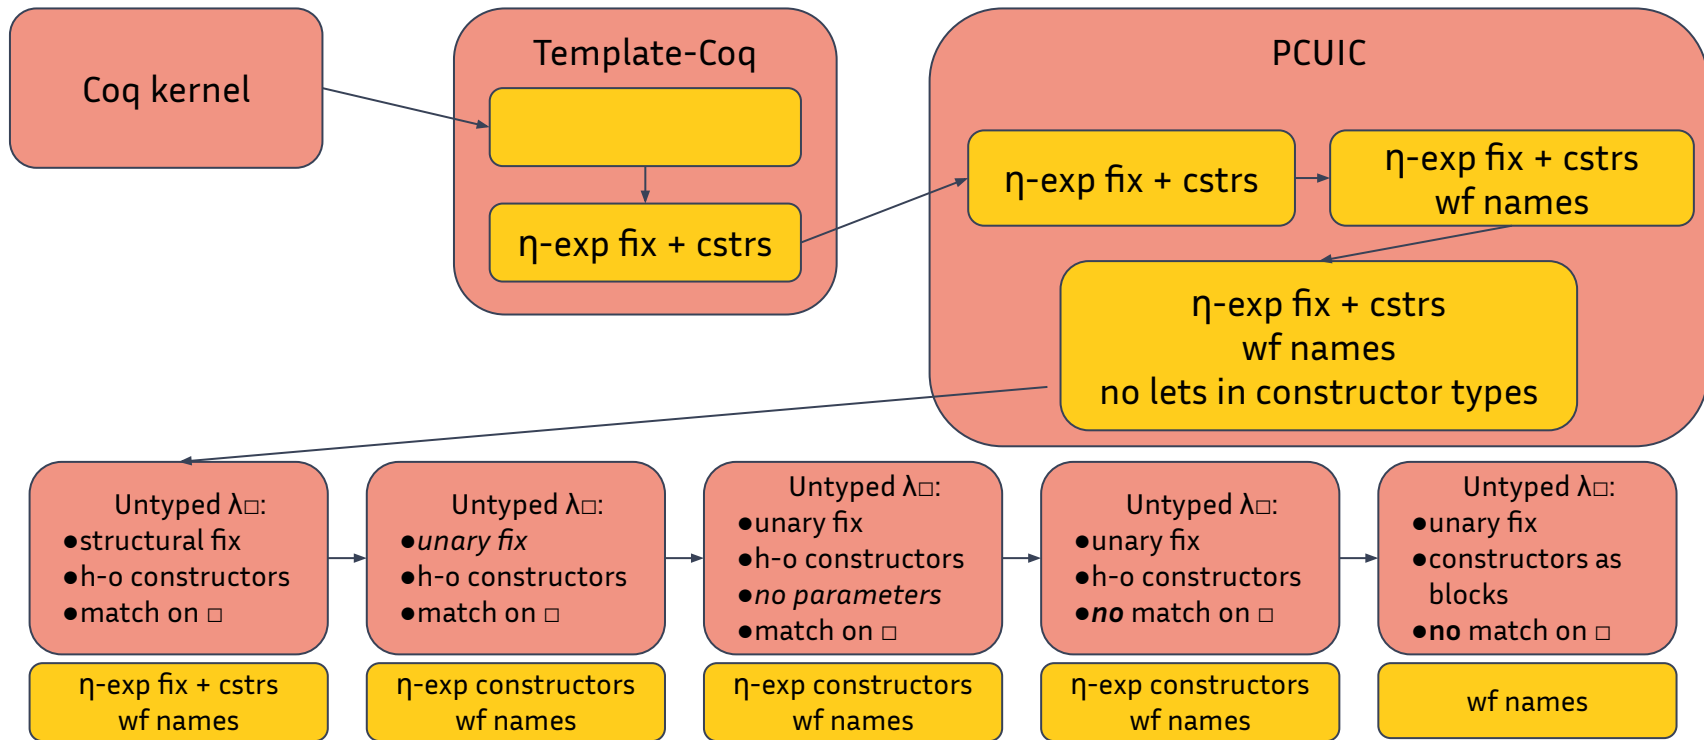 Coq kernel
Template-Coq
η-exp fix + cstrs
PCUIC
η-exp fix + cstrs
η-exp fix + cstrs
wf names
η-exp fix + cstrs
wf names
no lets in constructor types
Untyped λ□:
●structural fix
●h-o constructors
●match on □
η-exp fix + cstrs
wf names
Untyped λ□:
●unary fix
●h-o constructors
●match on □
η-exp constructors
wf names
Untyped λ□:
●unary fix
●h-o constructors
●no parameters
●match on □
η-exp constructors
wf names
Untyped λ□:
●unary fix
●h-o constructors
●no match on □
η-exp constructors
wf names
Untyped λ□:
●unary fix
●constructors as
blocks
●no match on □
wf names